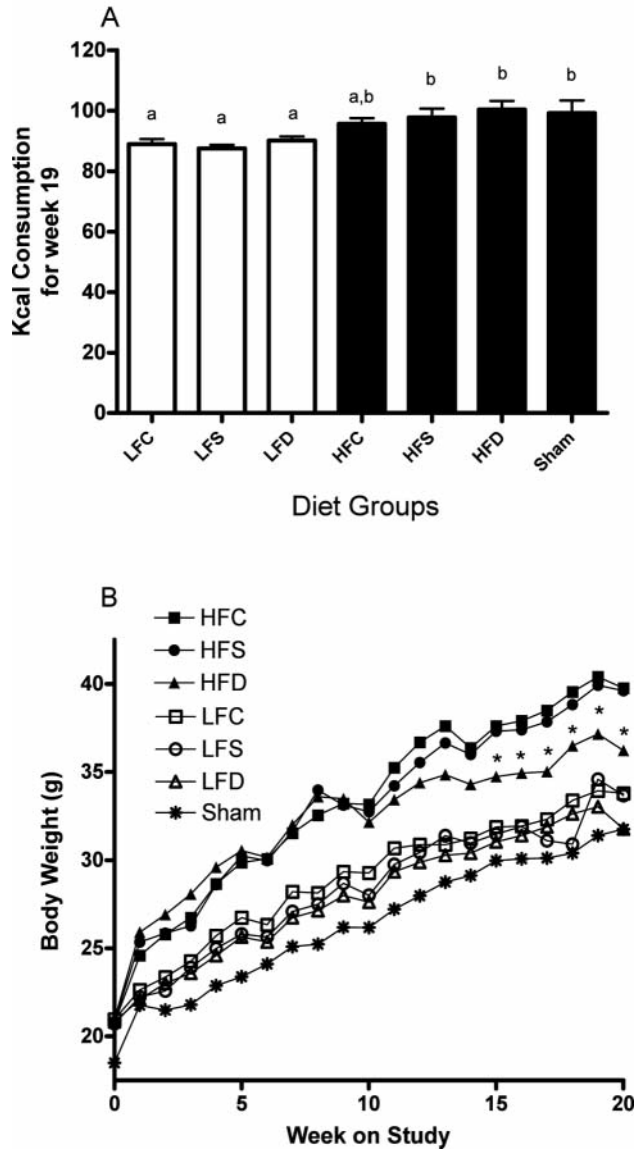 A
Kcal Consumption
for week 19
120
100
80
60
40
20
0
a
a
a
a,b
b
b
b
LFC
LFS
LFD
HFC
HFS
HFD
Sham
Diet Groups
B
HFC
HFS
HFD
LFC
LFS
LFD
Sham
Body Weight (g)
40
35
30
25
20
* * * * * *
0 5 10 15 20
Week on Study